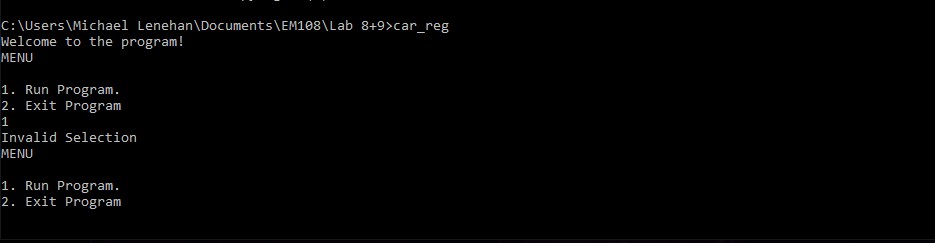 C:\Users\Michael Lenehan\Documents\EM108\Lab 8+9>car_reg
Welcome to the program!
MENU
1. Run Program.
2. Exit Program
1
Invalid Selection
MENU
1. Run Program.
2. Exit Program